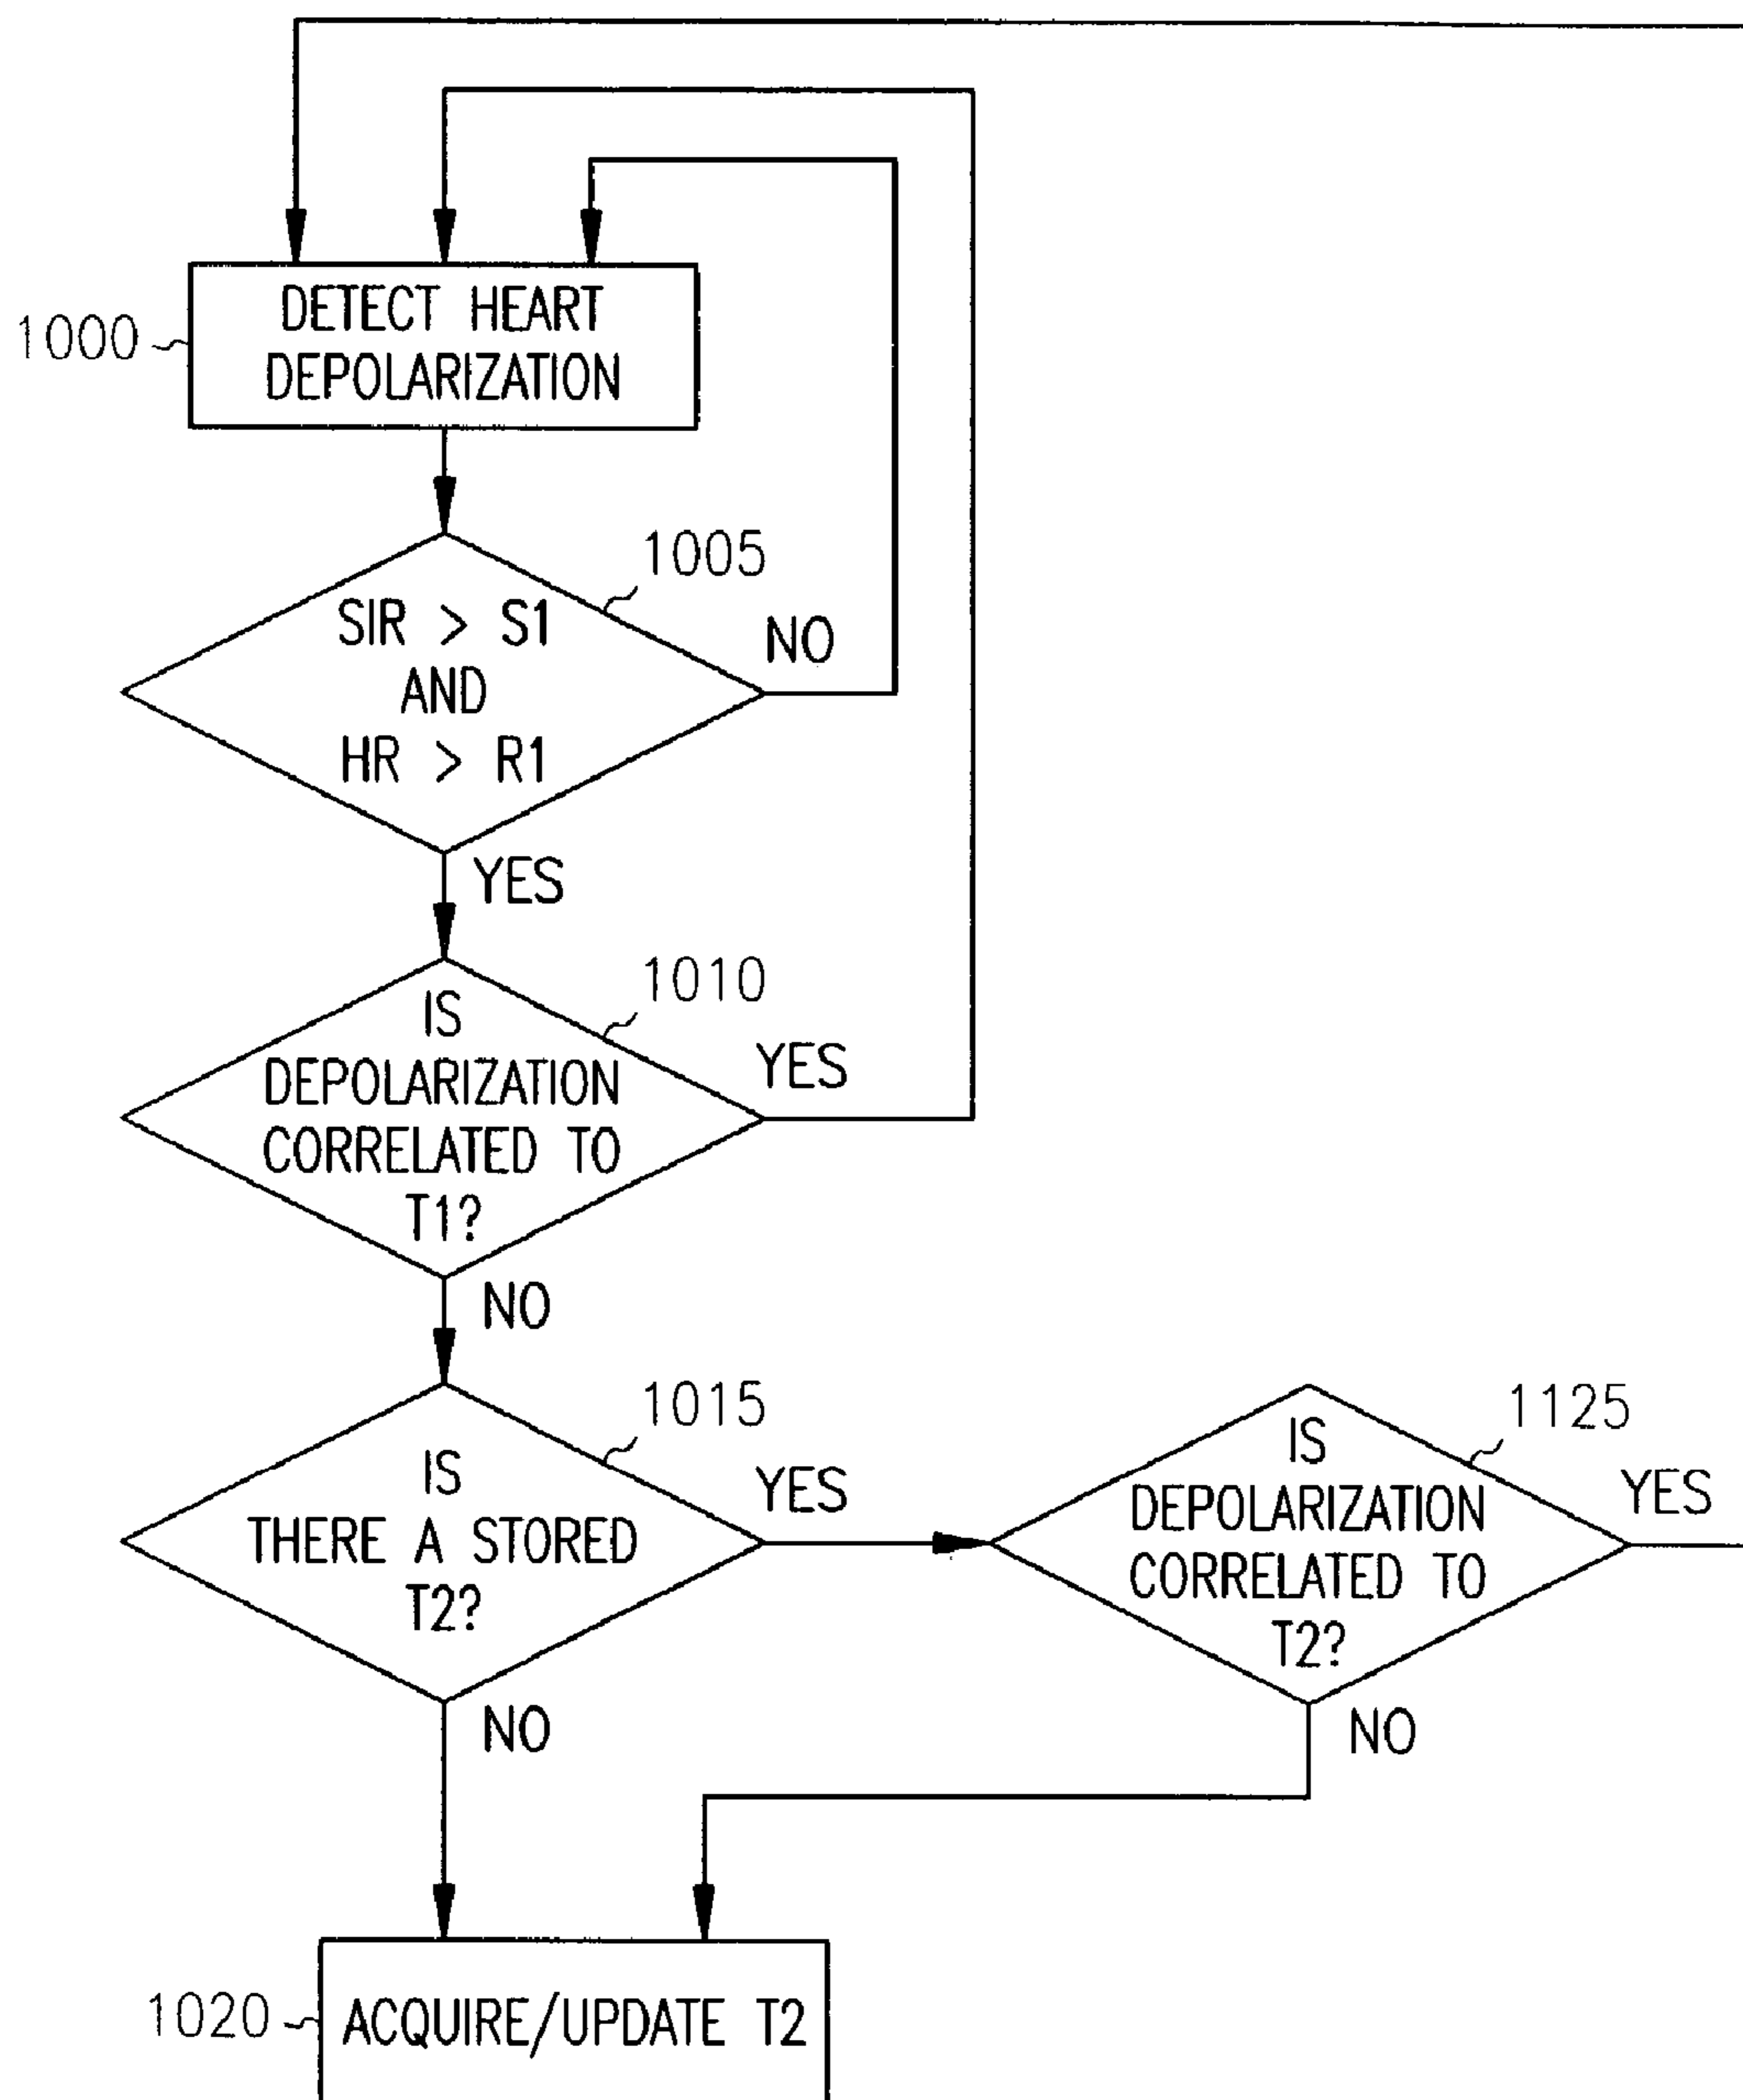 DETECT HEART
DEPOLARIZATION
1000
1005
SIR > S1
AND
HR > R1
NO
YES
1010
IS
DEPOLARIZATION
CORRELATED TO
T1?
YES
NO
1015
IS
THERE A STORED
T2?
YES
NO
1125
IS
DEPOLARIZATION
CORRELATED TO
T2?
YES
NO
1020
ACQUIRE/UPDATE T2